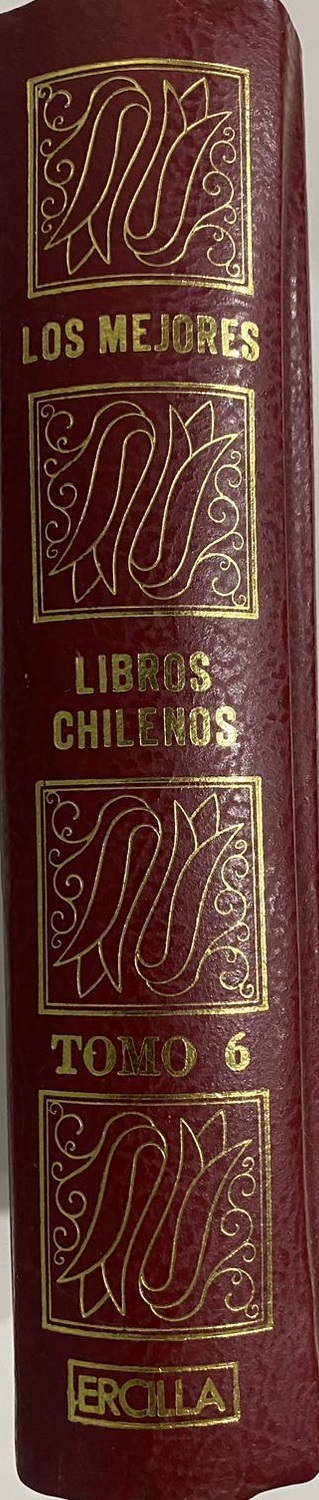 LOS MEJORES
LIBROS
CHILENOS
TOMO 6
ERCILLA